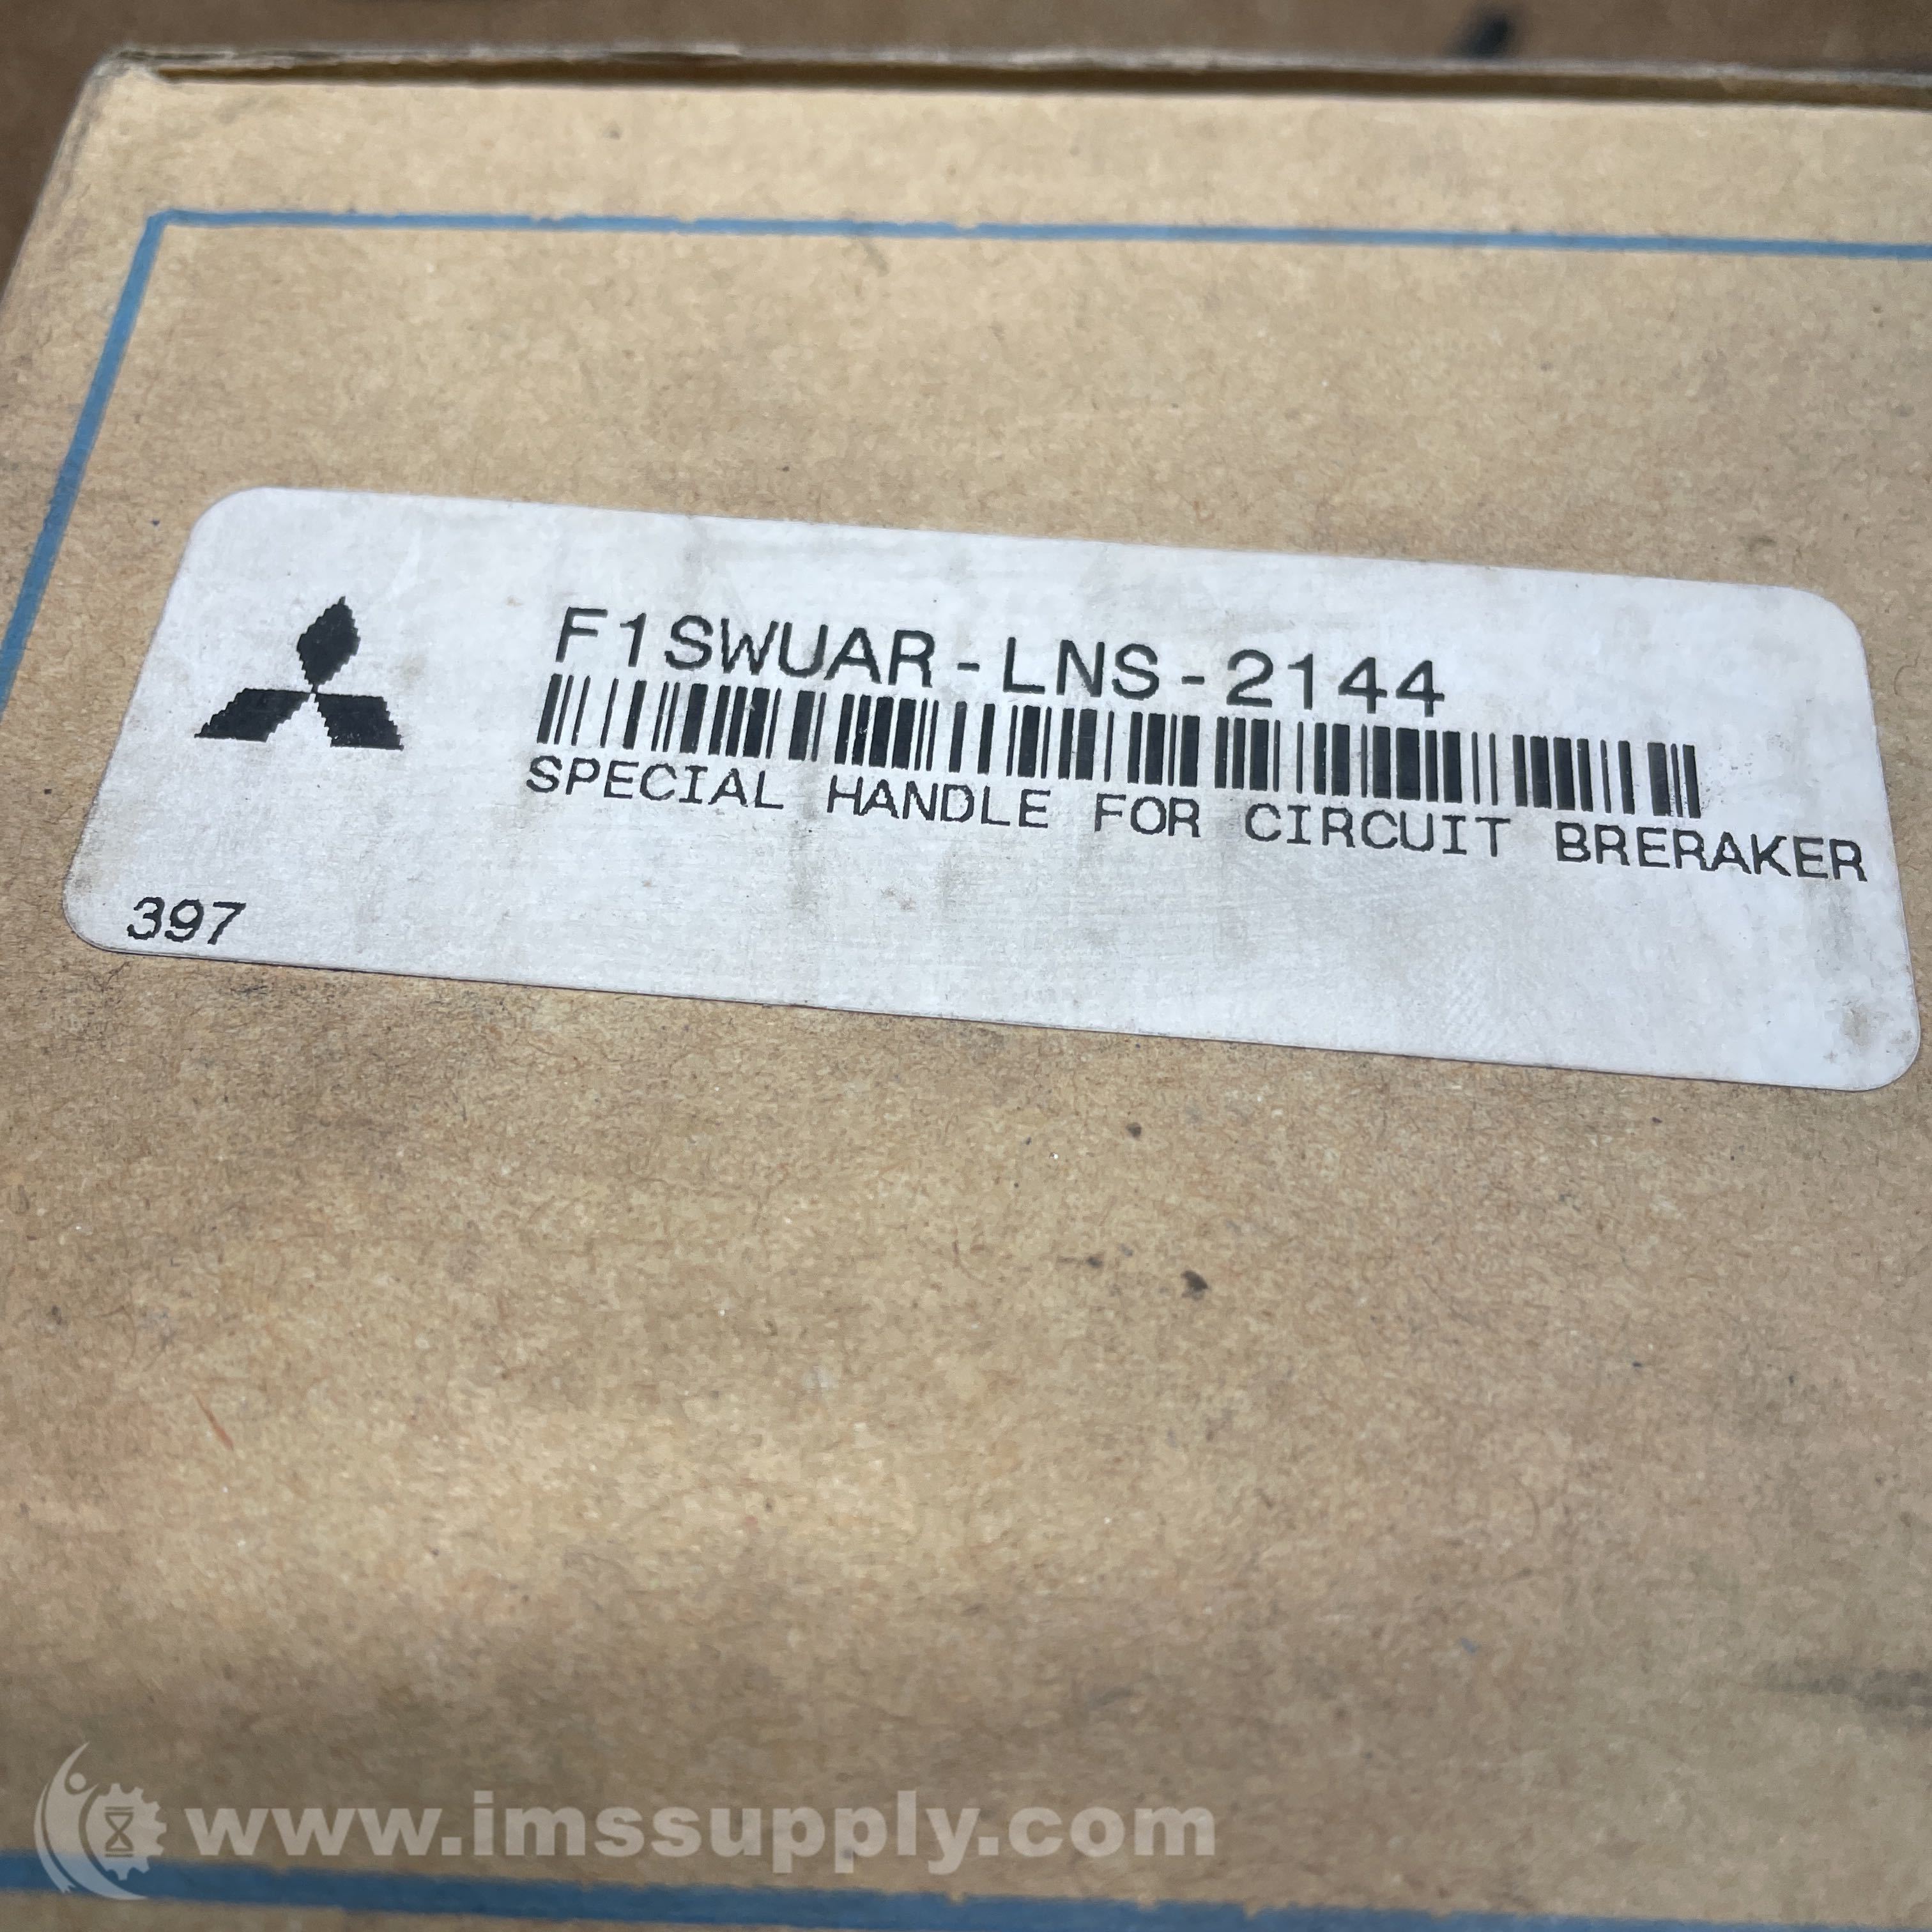 F1SWUAR-LNS-2144
SPECIAL HANDLE FOR CIRCUIT BRERAKER
397
www.imssupply.com